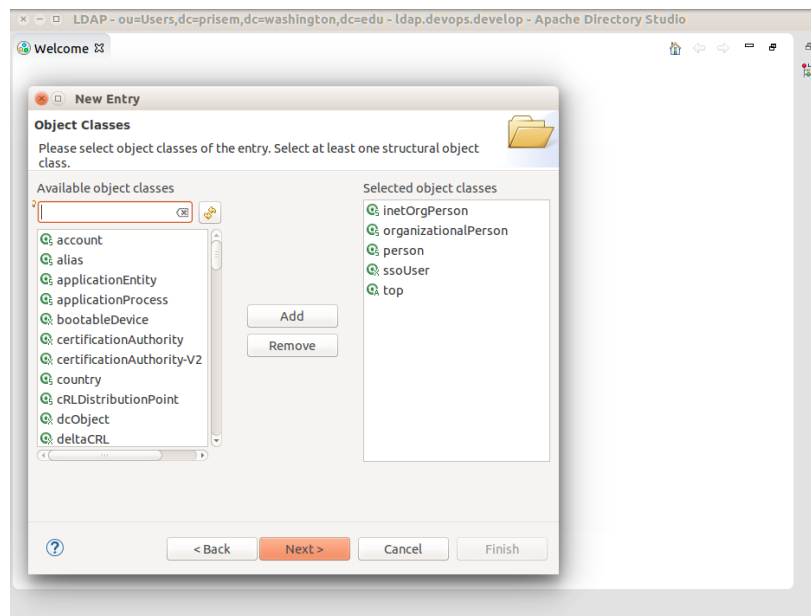 LDAP - ou=Users,dc=prisem,dc=washington,dc=edu - ldap.devops.develop - Apache Directory Studio
Welcome
New Entry
Object Classes
Please select object classes of the entry. Select at least one structural object
class.
Available object classes
account
alias
applicationEntity
applicationProcess
bootableDevice
certificationAuthority
certificationAuthority-V2
country
cRLDistributionPoint
dcObject
deltaCRL
Add
Remove
Selected object classes
inetOrgPerson
organizationalPerson
person
ssoUser
top
?
< Back
Next >
Cancel
Finish